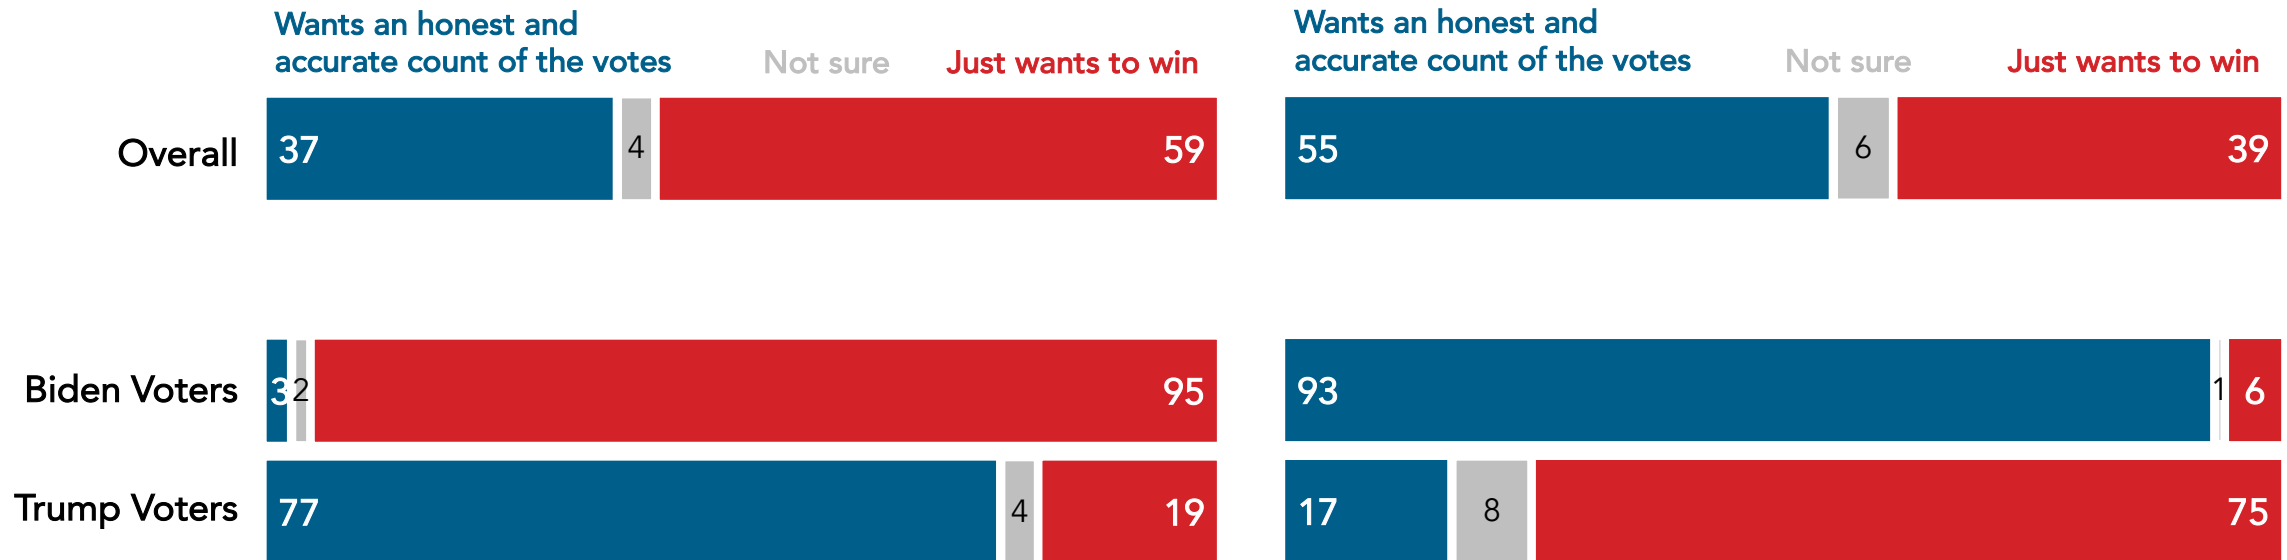 Wants an honest and
accurate count of the votes
Not sure
Just wants to win
Wants an honest and
accurate count of the votes
Not sure
Just wants to win
Overall
37
4
59
55
6
39
Biden Voters
3
2
95
93
1
6
Trump Voters
77
4
19
17
8
75